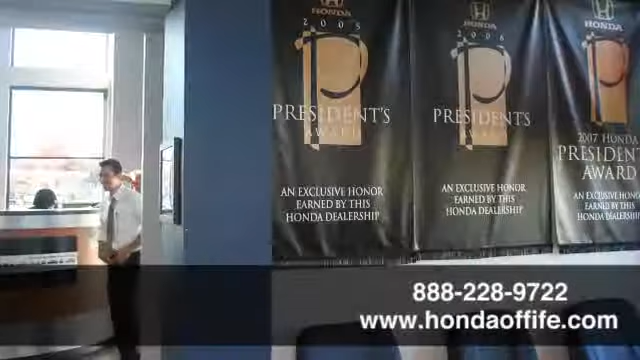 HONDA
2005
PRESIDENT'S
AWARD
AN EXCLUSIVE HONOR
EARNED BY THIS
HONDA DEALERSHIP
HONDA
2006
PRESIDENT'S
AWARD
AN EXCLUSIVE HONOR
EARNED BY THIS
HONDA DEALERSHIP
HONDA
2007 HONDA
PRESIDENT'S
AWARD
AN EXCLUSIVE HONOR
EARNED BY THIS
HONDA DEALERSHIP
888-228-9722
www.hondaoffife.com